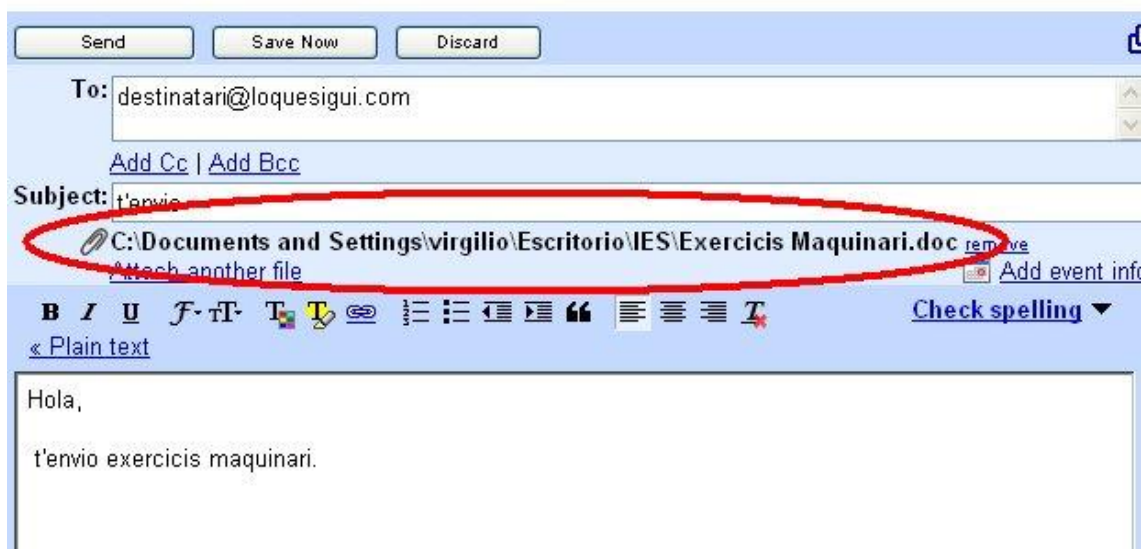 Send Save Now Discard
To: destinatari@loquesigui.com
Add Cc | Add Bcc
Subject: t'envio
C:\Documents and Settings\virgilio\Escritorio\IES\Exercicis Maquinari.doc remove
Attach another file Add event info
B I U F TT T T T Check spelling
« Plain text
Hola,
t'envio exercicis maquinari.